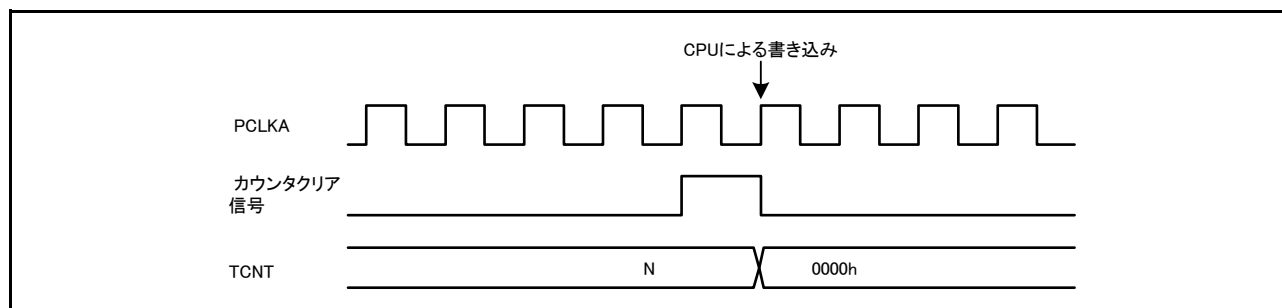 CPUによる書き込み
PCLKA
カウンタクリア
信号
TCNT
N
0000h